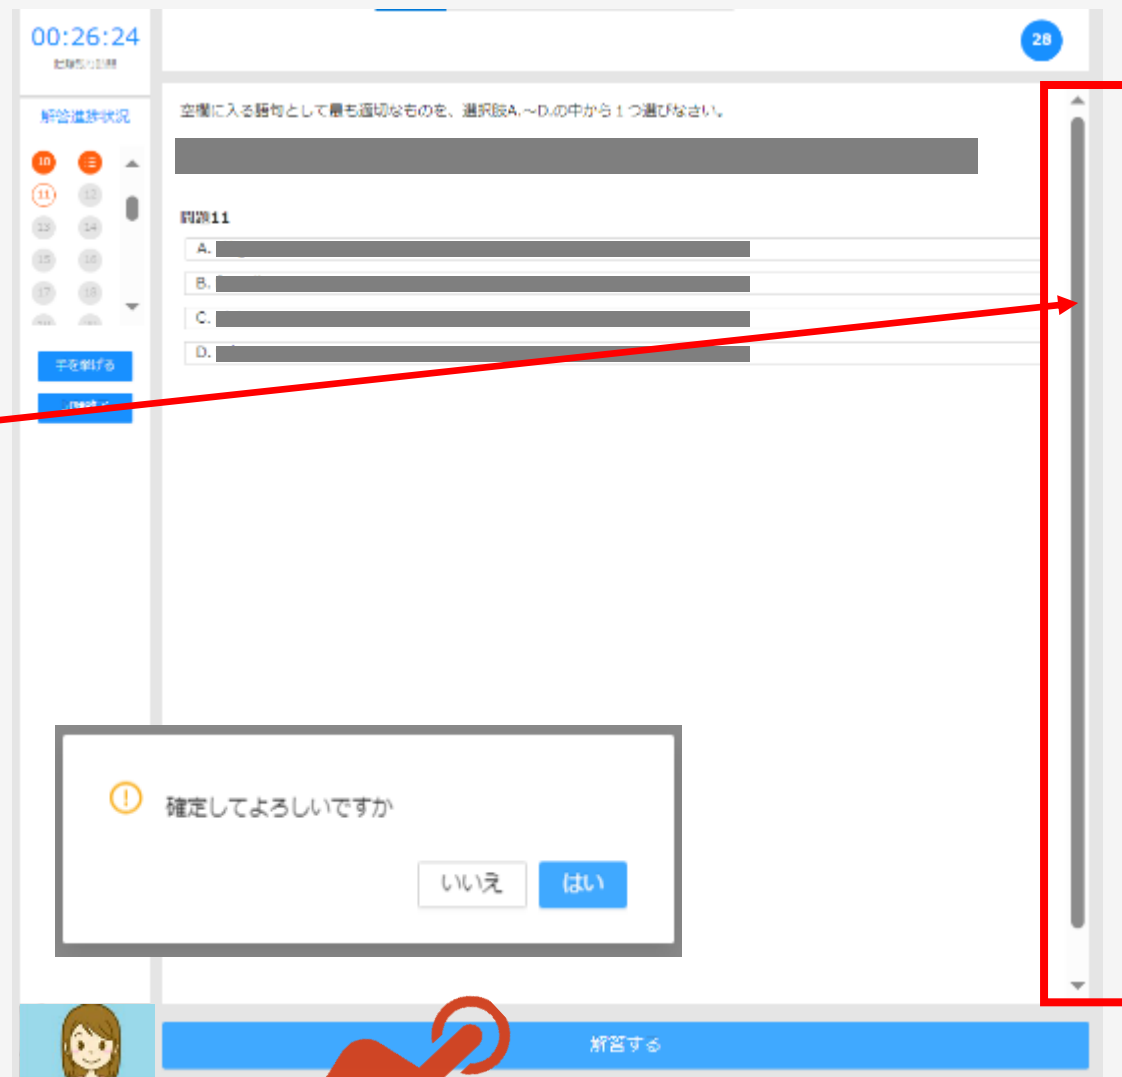 00:26:24
28
解答進捗状況
空欄に入る語句として最も適切なものを、選択肢A.~D.の中から1つ選びなさい。
10
11 12
13 14
15 16
17 18
問題11
A.
B.
C.
D.
手を挙げる
確定してよろしいですか
いいえ はい
解答する